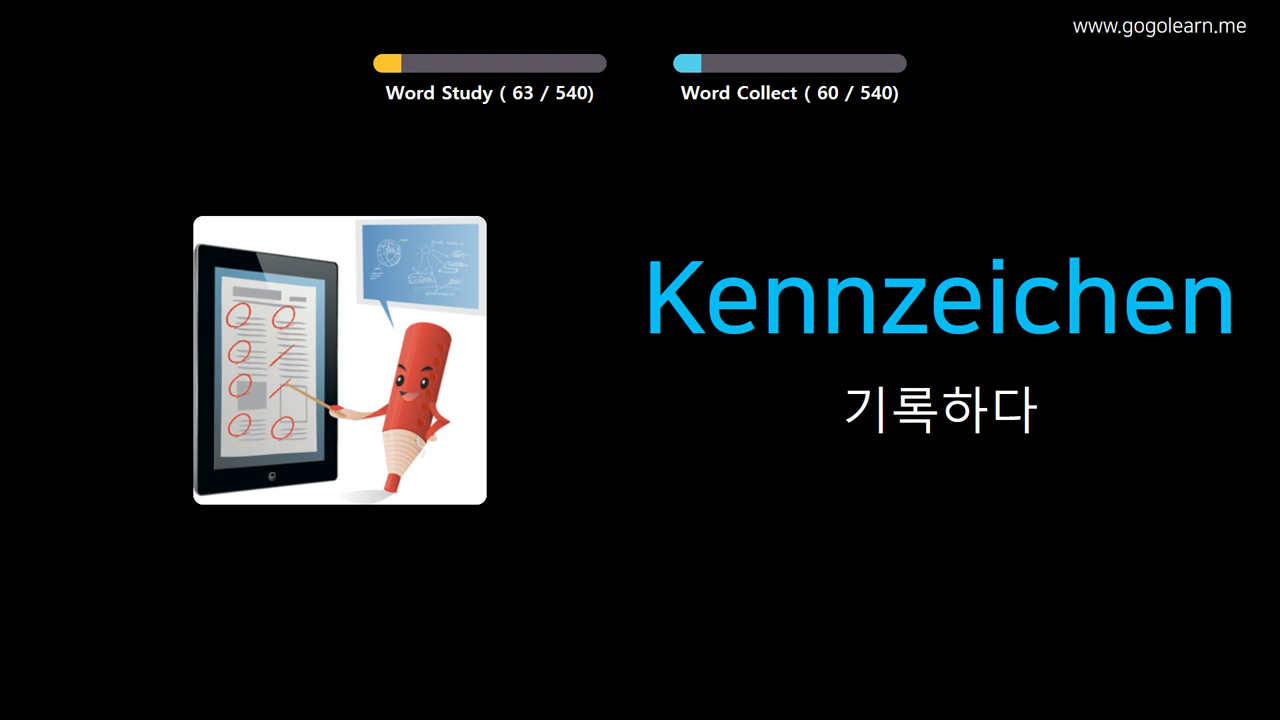 www.gogolearn.me
Word Study ( 63 / 540)
Word Collect ( 60 / 540)
Kennzeichen
기록하다